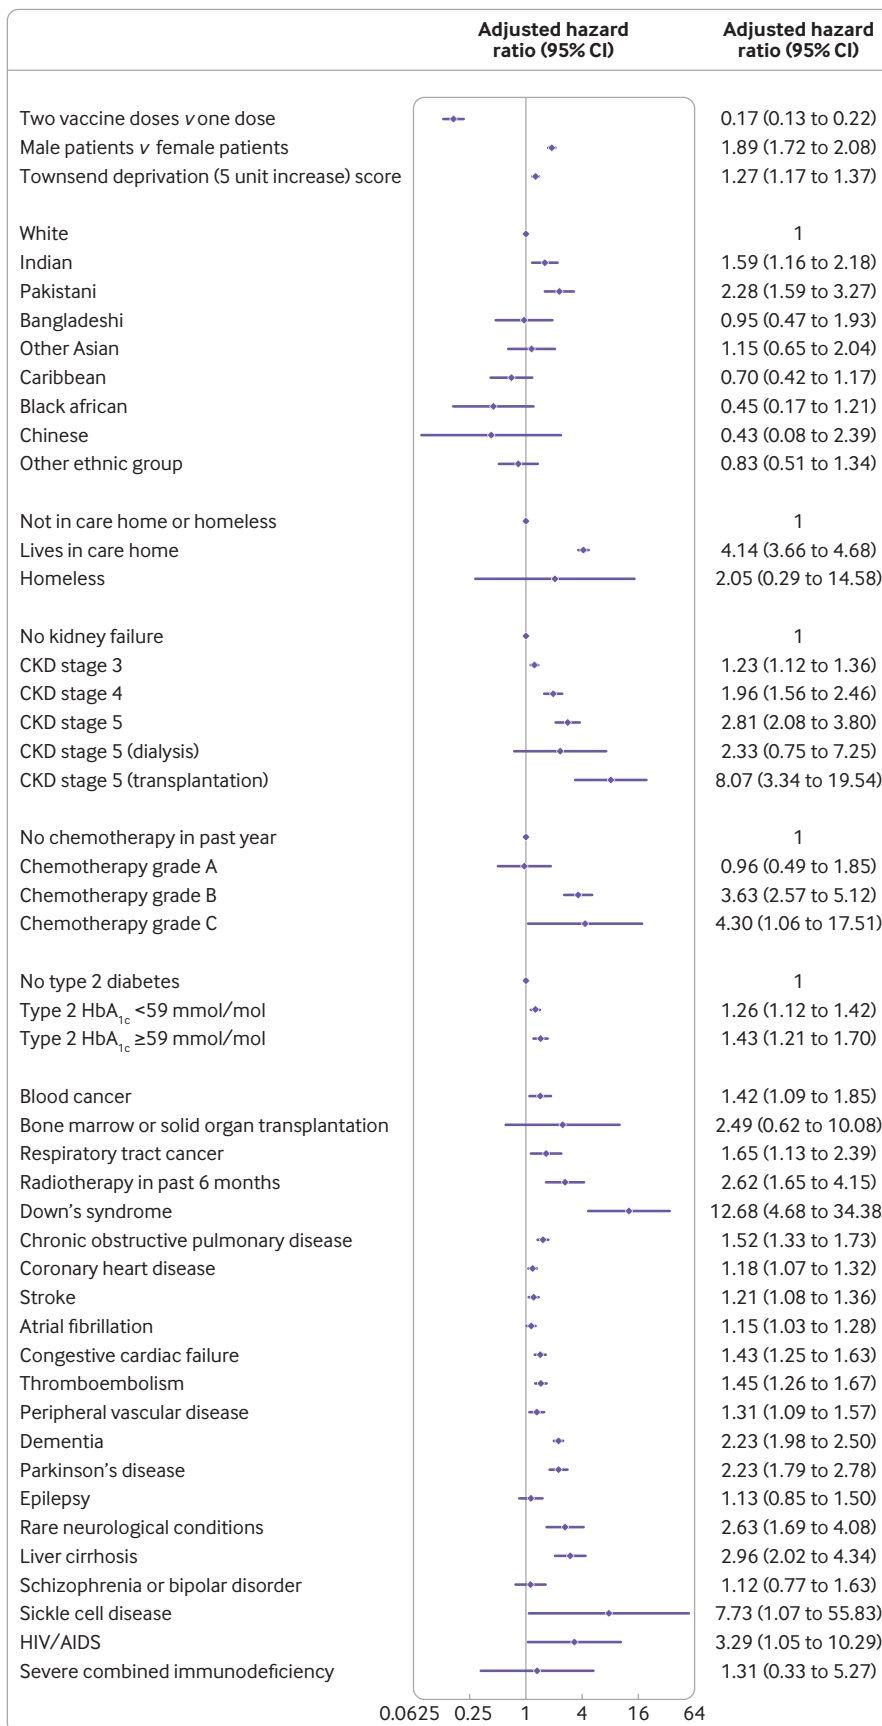 Adjusted hazard ratio (95% CI) Adjusted hazard ratio (95% CI)
Two vaccine doses v one dose 0.17 (0.13 to 0.22)
Male patients v female patients 1.89 (1.72 to 2.08)
Townsend deprivation (5 unit increase) score 1.27 (1.17 to 1.37)
White 1
Indian 1.59 (1.16 to 2.18)
Pakistani 2.28 (1.59 to 3.27)
Bangladeshi 0.95 (0.47 to 1.93)
Other Asian 1.15 (0.65 to 2.04)
Caribbean 0.70 (0.42 to 1.17)
Black african 0.45 (0.17 to 1.21)
Chinese 0.43 (0.08 to 2.39)
Other ethnic group 0.83 (0.51 to 1.34)
Not in care home or homeless 1
Lives in care home 4.14 (3.66 to 4.68)
Homeless 2.05 (0.29 to 14.58)
No kidney failure 1
CKD stage 3 1.23 (1.12 to 1.36)
CKD stage 4 1.96 (1.56 to 2.46)
CKD stage 5 2.81 (2.08 to 3.80)
CKD stage 5 (dialysis) 2.33 (0.75 to 7.25)
CKD stage 5 (transplantation) 8.07 (3.34 to 19.54)
No chemotherapy in past year 1
Chemotherapy grade A 0.96 (0.49 to 1.85)
Chemotherapy grade B 3.63 (2.57 to 5.12)
Chemotherapy grade C 4.30 (1.06 to 17.51)
No type 2 diabetes 1
Type 2 HbA1c <59 mmol/mol 1.26 (1.12 to 1.42)
Type 2 HbA1c ≥59 mmol/mol 1.43 (1.21 to 1.70)
Blood cancer 1.42 (1.09 to 1.85)
Bone marrow or solid organ transplantation 2.49 (0.62 to 10.08)
Respiratory tract cancer 1.65 (1.13 to 2.39)
Radiotherapy in past 6 months 2.62 (1.65 to 4.15)
Down's syndrome 12.68 (4.68 to 34.38
Chronic obstructive pulmonary disease 1.52 (1.33 to 1.73)
Coronary heart disease 1.18 (1.07 to 1.32)
Stroke 1.21 (1.08 to 1.36)
Atrial fibrillation 1.15 (1.03 to 1.28)
Congestive cardiac failure 1.43 (1.25 to 1.63)
Thromboembolism 1.45 (1.26 to 1.67)
Peripheral vascular disease 1.31 (1.09 to 1.57)
Dementia 2.23 (1.98 to 2.50)
Parkinson's disease 2.23 (1.79 to 2.78)
Epilepsy 1.13 (0.85 to 1.50)
Rare neurological conditions 2.63 (1.69 to 4.08)
Liver cirrhosis 2.96 (2.02 to 4.34)
Schizophrenia or bipolar disorder 1.12 (0.77 to 1.63)
Sickle cell disease 7.73 (1.07 to 55.83)
HIV/AIDS 3.29 (1.05 to 10.29)
Severe combined immunodeficiency 1.31 (0.33 to 5.27)
0.0625 0.25 1 4 16 64